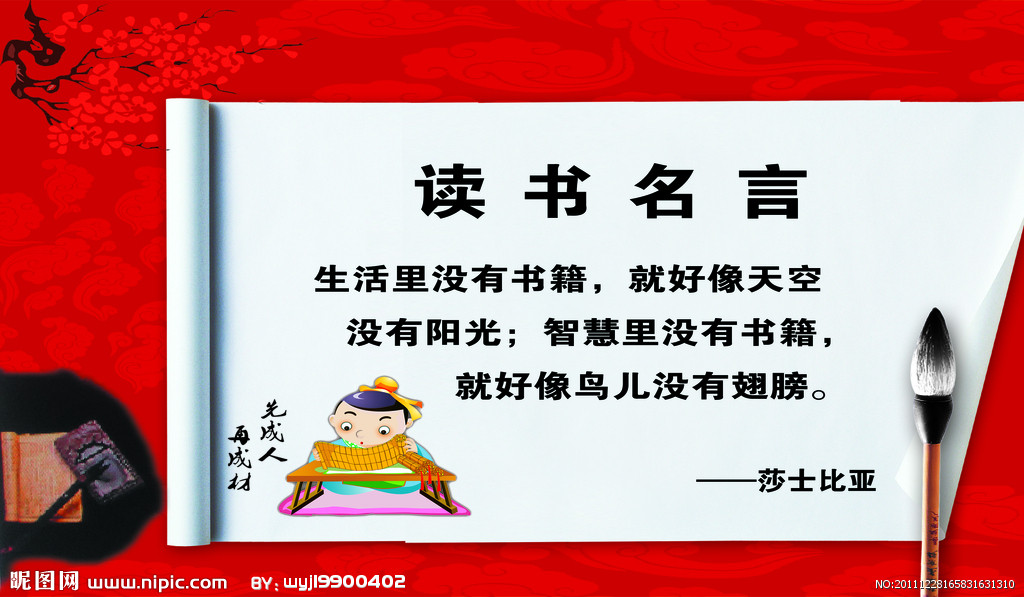 读书名言
生活里没有书籍，就好像天空
没有阳光；智慧里没有书籍，
就好像鸟儿没有翅膀。
——莎士比亚
先成人
再成材
昵图网 www.nipic.com BY: wyj19900402
NO:20111228165831631310